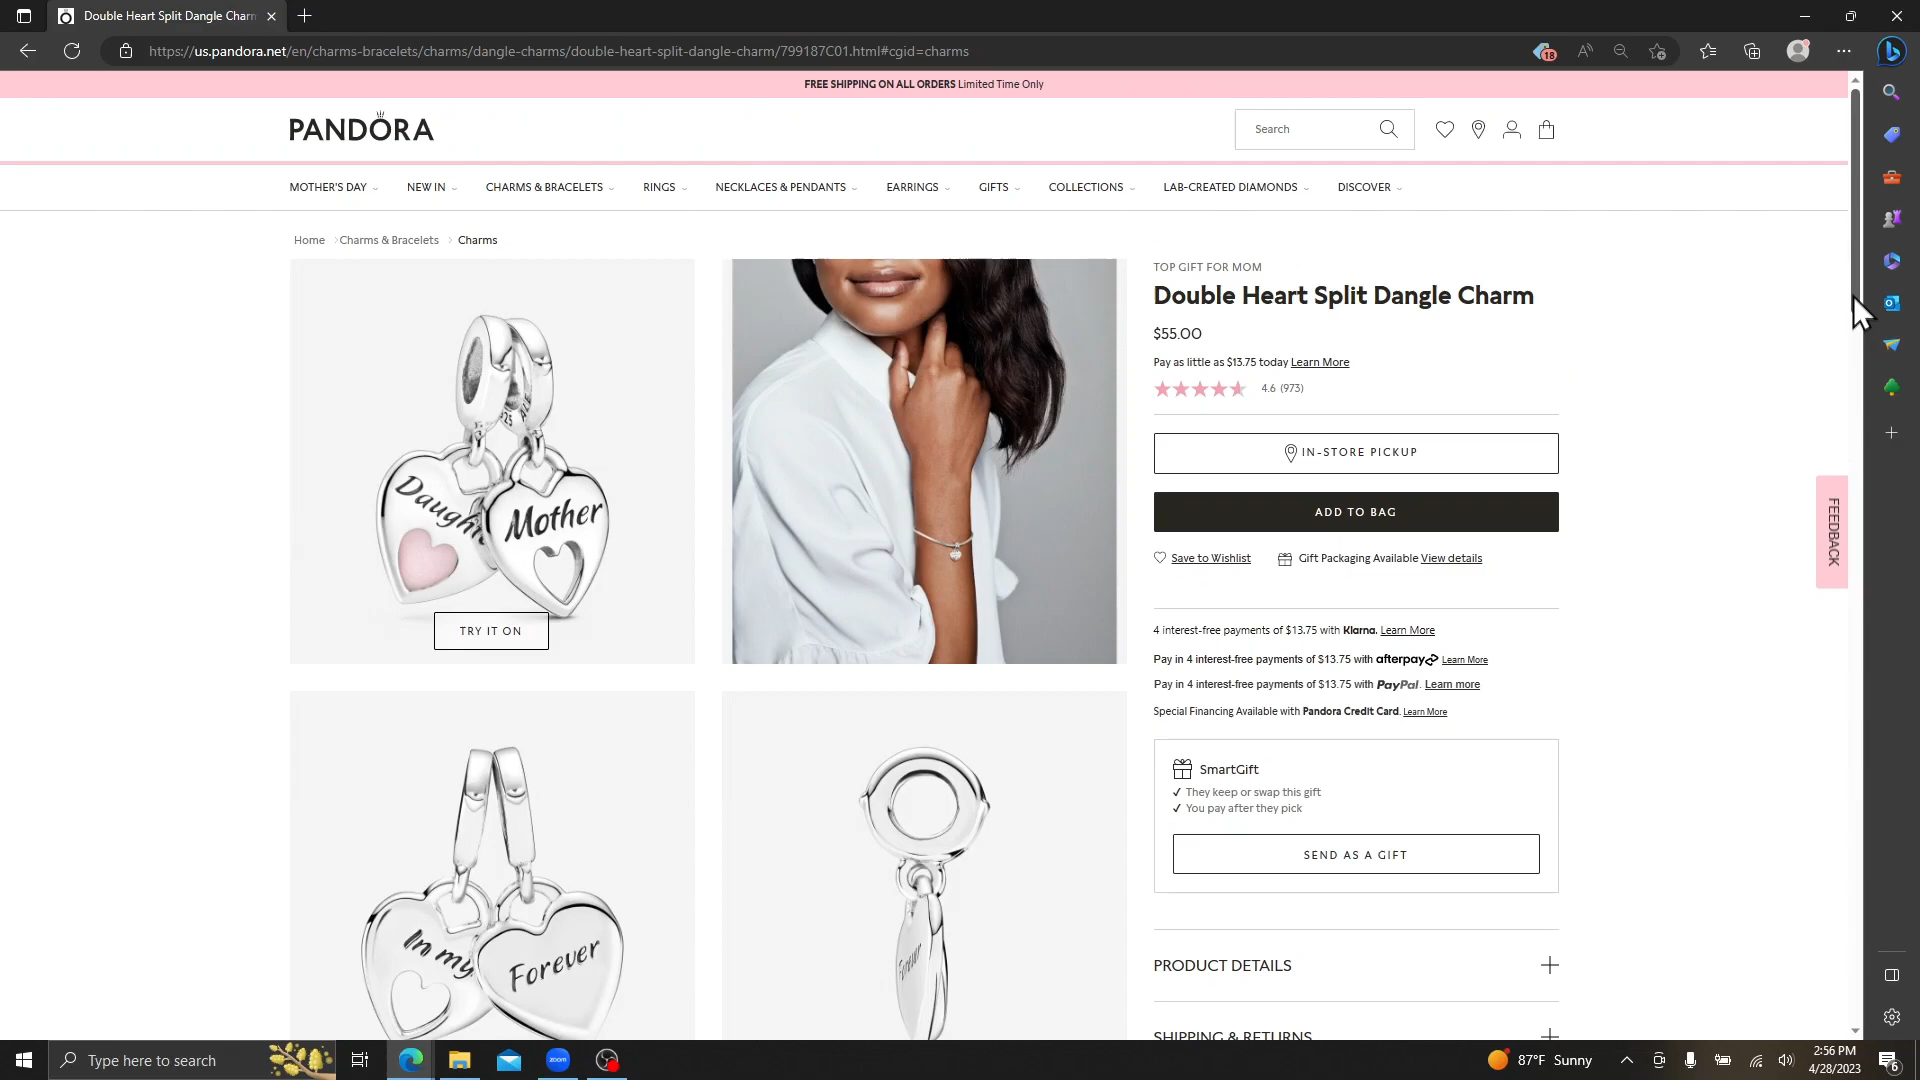 Double Heart Split Dangle Charm
https://us.pandora.net/en/charms-bracelets/charms/dangle-charms/double-heart-split-dangle-charm/799187C01.html#cgid=charms
18
FREE SHIPPING ON ALL ORDERS Limited Time Only
PANDORA
Search
MOTHER'S DAY
NEW IN
CHARMS & BRACELETS
RINGS
NECKLACES & PENDANTS
EARRINGS
GIFTS
COLLECTIONS
LAB-CREATED DIAMONDS
DISCOVER
Home
Charms & Bracelets
Charms
Mother
TRY IT ON
In my
Forever
Forever
TOP GIFT FOR MOM
Double Heart Split Dangle Charm
$55.00
Pay as little as $13.75 today Learn More
4.6 (973)
IN-STORE PICKUP
ADD TO BAG
Save to Wishlist
Gift Packaging Available View details
4 interest-free payments of $13.75 with Klarna. Learn More
Pay in 4 interest-free payments of $13.75 with afterpay Learn More
Pay in 4 interest-free payments of $13.75 with PayPal. Learn more
Special Financing Available with Pandora Credit Card. Learn More
SmartGift
✓ They keep or swap this gift
✓ You pay after they pick
SEND AS A GIFT
PRODUCT DETAILS
SHIPPING & RETURNS
FEEDBACK
Type here to search
zoom
87°F Sunny
2:56 PM
4/28/2023
6